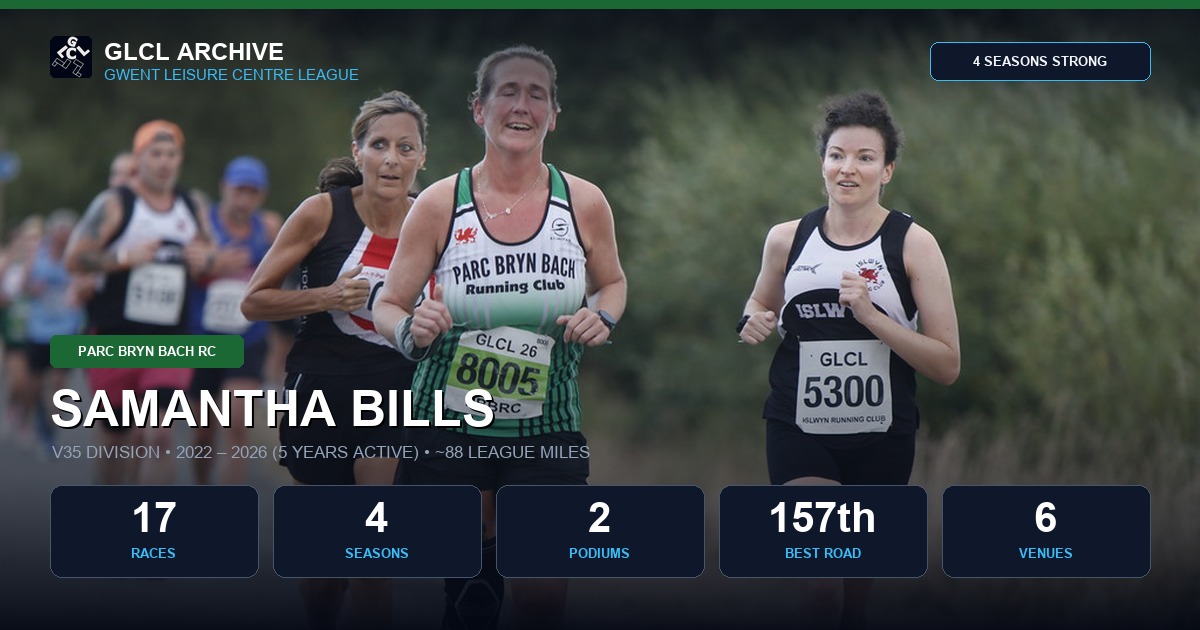 GLCL ARCHIVE
GWENT LEISURE CENTRE LEAGUE
4 SEASONS STRONG
PARC BRYN BACH
Running Club
GLCL 26
8005
ISLWYN
ISLW
GLCL
5300
ISLWYN RUNNING CLUB
PARC BRYN BACH RC
SAMANTHA BILLS
V35 DIVISION • 2022 – 2026 (5 YEARS ACTIVE) • ~88 LEAGUE MILES
17
RACES
4
SEASONS
2
PODIUMS
157th
BEST ROAD
6
VENUES